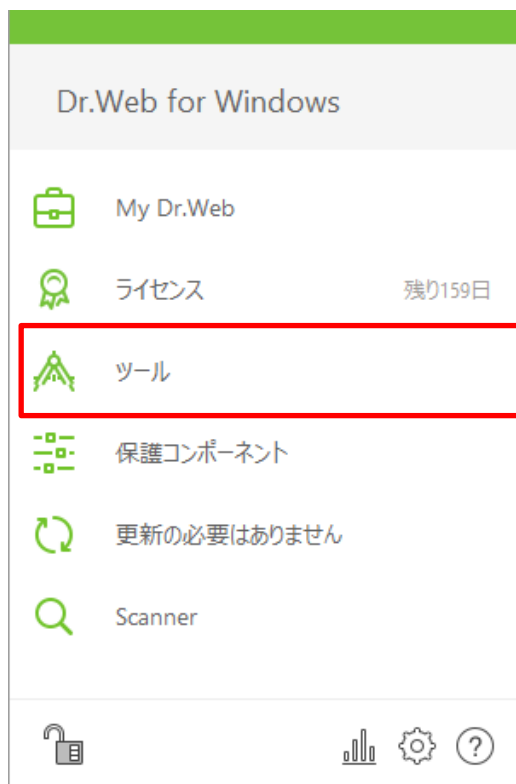 Dr.Web for Windows
My Dr.Web
ライセンス 残り159日
ツール
保護コンポーネント
更新の必要はありません
Scanner
?